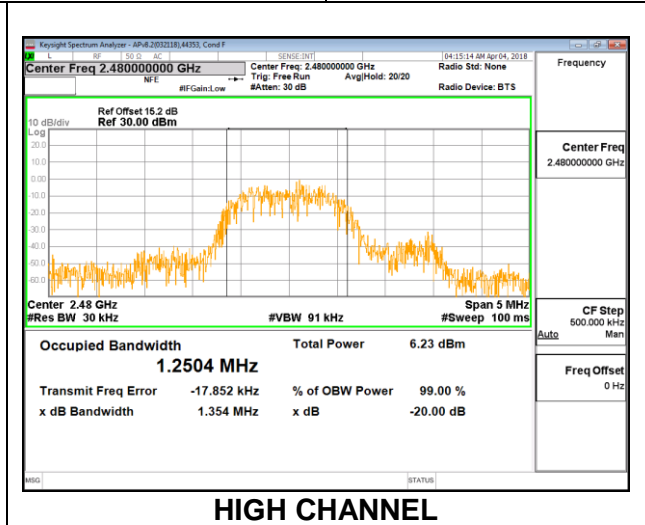 Keysight Spectrum Analyzer - APv8.2(032118),44353, Cond F
L RF 50 Ω AC SENSE:INT 04:15:14 AM Apr 04, 2018
Center Freq 2.480000000 GHz
NFE
#IFGain:Low
Center Freq: 2.480000000 GHz
Trig: Free Run Avg|Hold: 20/20
#Atten: 30 dB
Radio Std: None
Radio Device: BTS
Frequency
Ref Offset 15.2 dB
10 dB/div Ref 30.00 dBm
Log
20.0
10.0
0.00
-10.0
-20.0
-30.0
-40.0
-50.0
-60.0
Center Freq
2.480000000 GHz
Center 2.48 GHz Span 5 MHz
#Res BW 30 kHz #VBW 91 kHz #Sweep 100 ms
CF Step
500.000 kHz
Auto Man
Occupied Bandwidth Total Power 6.23 dBm
1.2504 MHz
Freq Offset
0 Hz
Transmit Freq Error -17.852 kHz % of OBW Power 99.00 %
x dB Bandwidth 1.354 MHz x dB -20.00 dB
MSG STATUS
HIGH CHANNEL